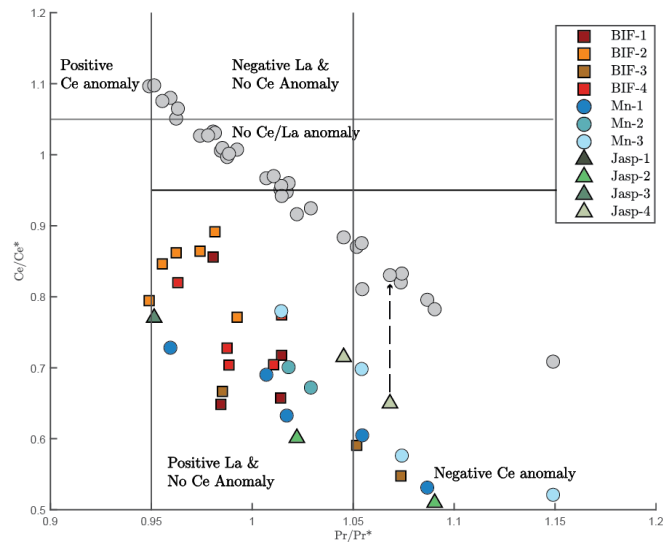 1.2
Positive
Ce anomaly
Negative La &
No Ce Anomaly
BIF-1
BIF-2
BIF-3
BIF-4
Mn-1
Mn-2
Mn-3
Jasp-1
Jasp-2
Jasp-3
Jasp-4
1.1
No Ce/La anomaly
1
0.9
Ce/Ce*
0.8
0.7
0.6
Positive La &
No Ce Anomaly
Negative Ce anomaly
0.5
0.9
0.95
1
1.05
1.1
1.15
1.2
Pr/Pr*